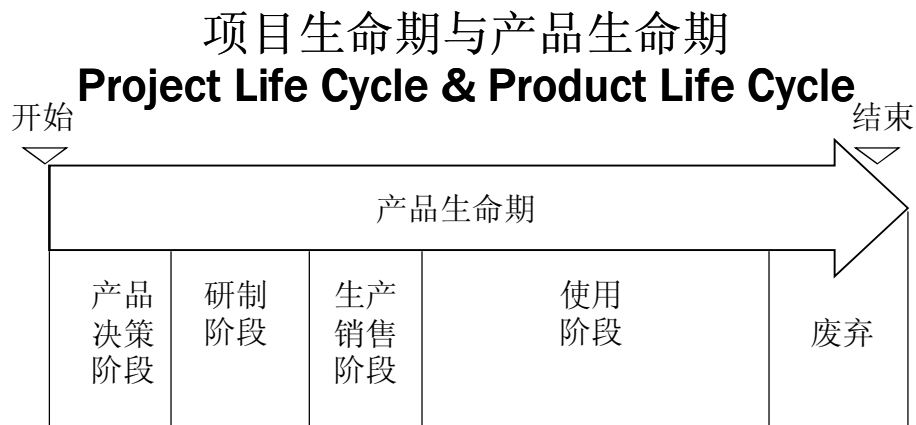 项目生命期与产品生命期
Project Life Cycle & Product Life Cycle
开始
结束
产品生命期
产品
决策
阶段
研制
阶段
生产
销售
阶段
使用
阶段
废弃